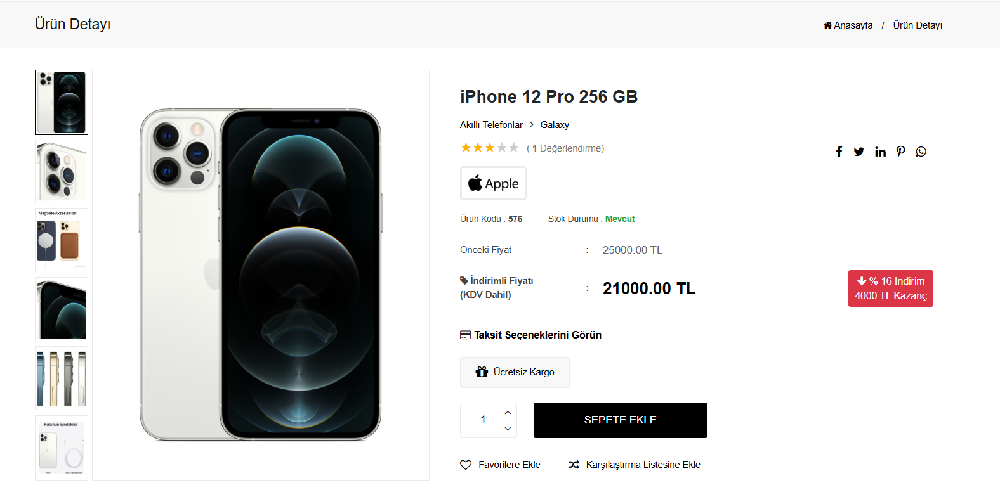 Ürün Detayı
Anasayfa / Ürün Detayı
MagSafe Aksesuarları
Kutunun İçindekiler
iPhone 12 Pro 256 GB
Akıllı Telefonlar > Galaxy
( 1 Değerlendirme)
Apple
Ürün Kodu : 576 Stok Durumu : Mevcut
Önceki Fiyat : 25000.00 TL
İndirimli Fiyatı
(KDV Dahil) : 21000.00 TL
% 16 İndirim
4000 TL Kazanç
Taksit Seçeneklerini Görün
Ücretsiz Kargo
1
SEPETE EKLE
Favorilere Ekle Karşılaştırma Listesine Ekle